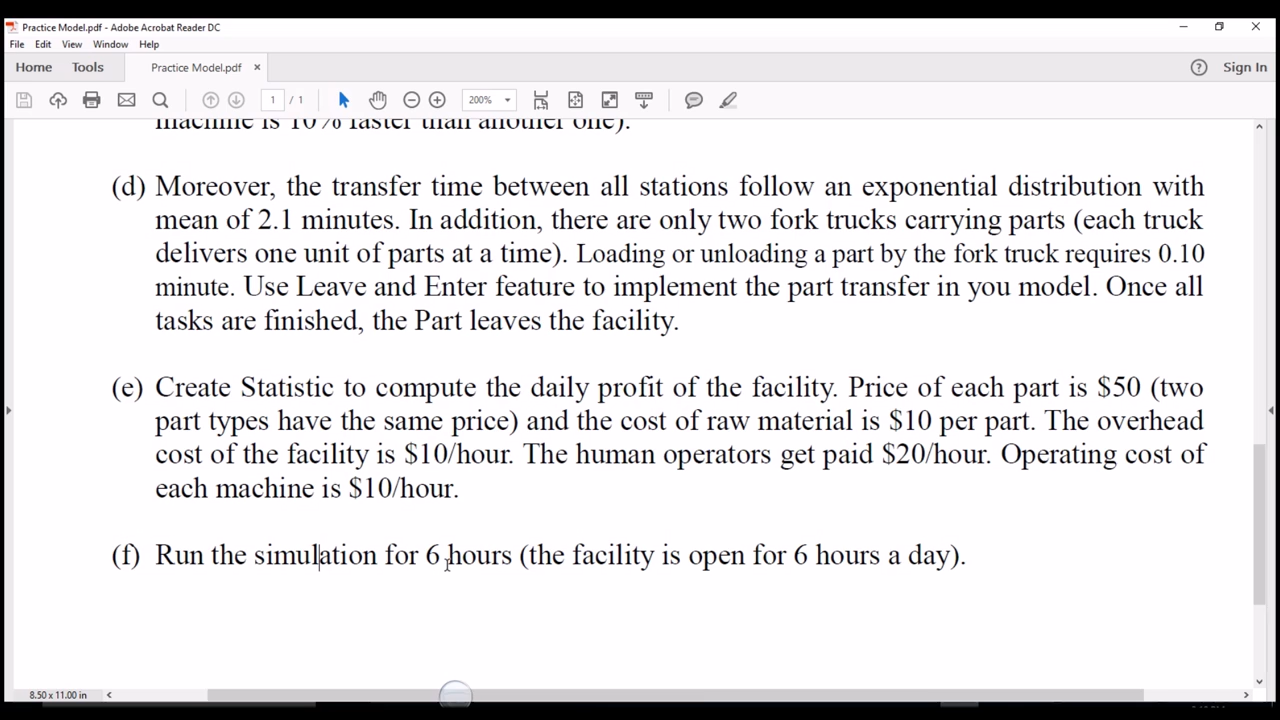 Practice Model.pdf - Adobe Acrobat Reader DC
File Edit View Window Help
Home Tools Practice Model.pdf × ? Sign In
1 / 1 200%
machine is 10% faster than another one).
(d) Moreover, the transfer time between all stations follow an exponential distribution with
mean of 2.1 minutes. In addition, there are only two fork trucks carrying parts (each truck
delivers one unit of parts at a time). Loading or unloading a part by the fork truck requires 0.10
minute. Use Leave and Enter feature to implement the part transfer in you model. Once all
tasks are finished, the Part leaves the facility.
(e) Create Statistic to compute the daily profit of the facility. Price of each part is $50 (two
part types have the same price) and the cost of raw material is $10 per part. The overhead
cost of the facility is $10/hour. The human operators get paid $20/hour. Operating cost of
each machine is $10/hour.
(f) Run the simulation for 6 hours (the facility is open for 6 hours a day).
8.50 x 11.00 in